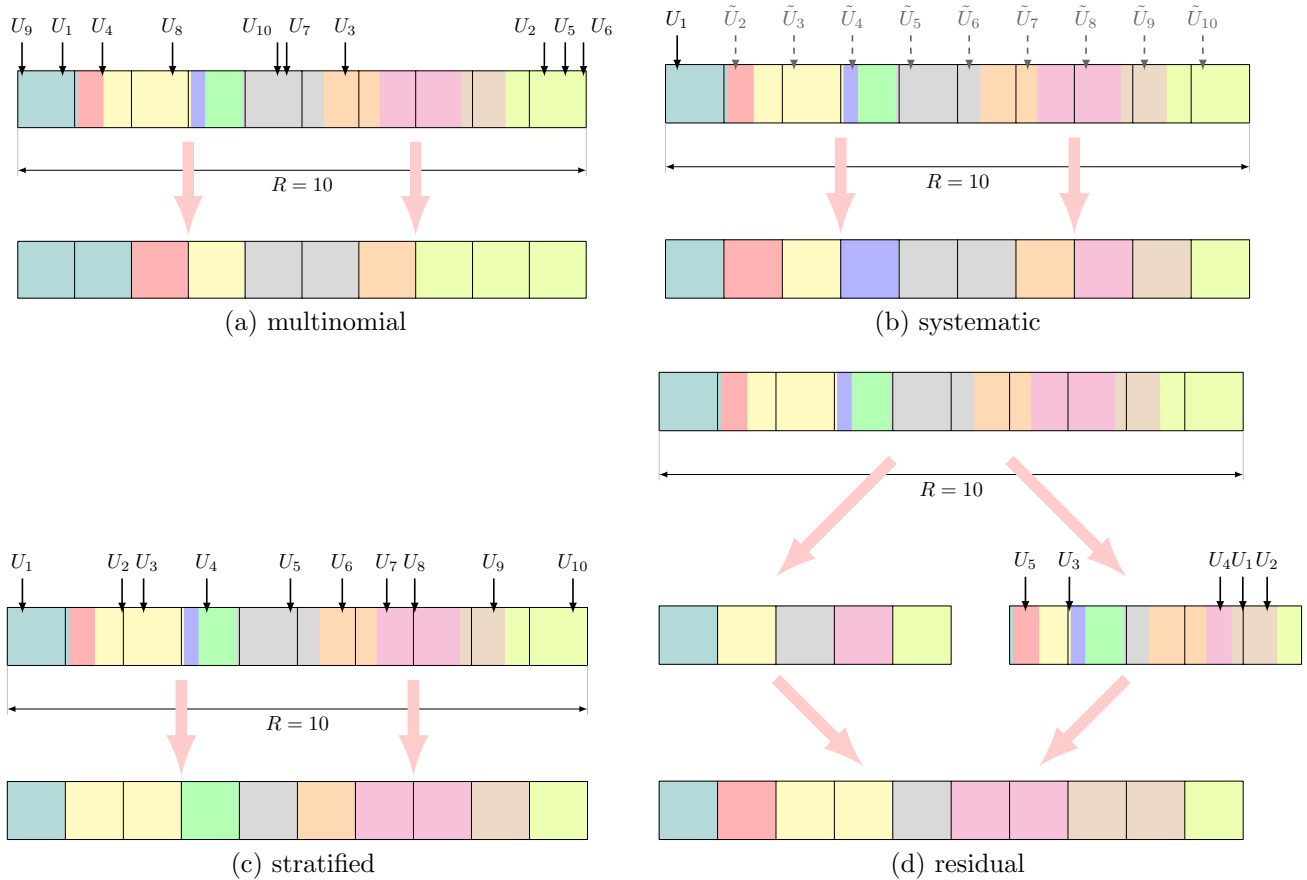 U₉ U₁ U₄ U₈ U₁₀ U₇ U₃ U₂ U₅ U₆
R = 10
(a) multinomial
U₁ Ũ₂ Ũ₃ Ũ₄ Ũ₅ Ũ₆ Ũ₇ Ũ₈ Ũ₉ Ũ₁₀
R = 10
(b) systematic
U₁ U₂ U₃ U₄ U₅ U₆ U₇ U₈ U₉ U₁₀
R = 10
(c) stratified
R = 10
U₅ U₃ U₄ U₁ U₂
(d) residual